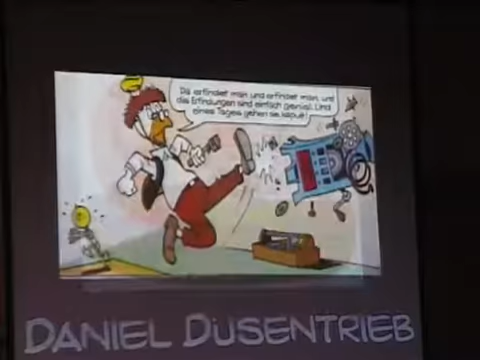 Da erfindet man und erfindet man, und
die Erfindungen sind einfach genial. Und
eines Tages gehen sie kaputt!
DANIEL DÜSENTRIEB